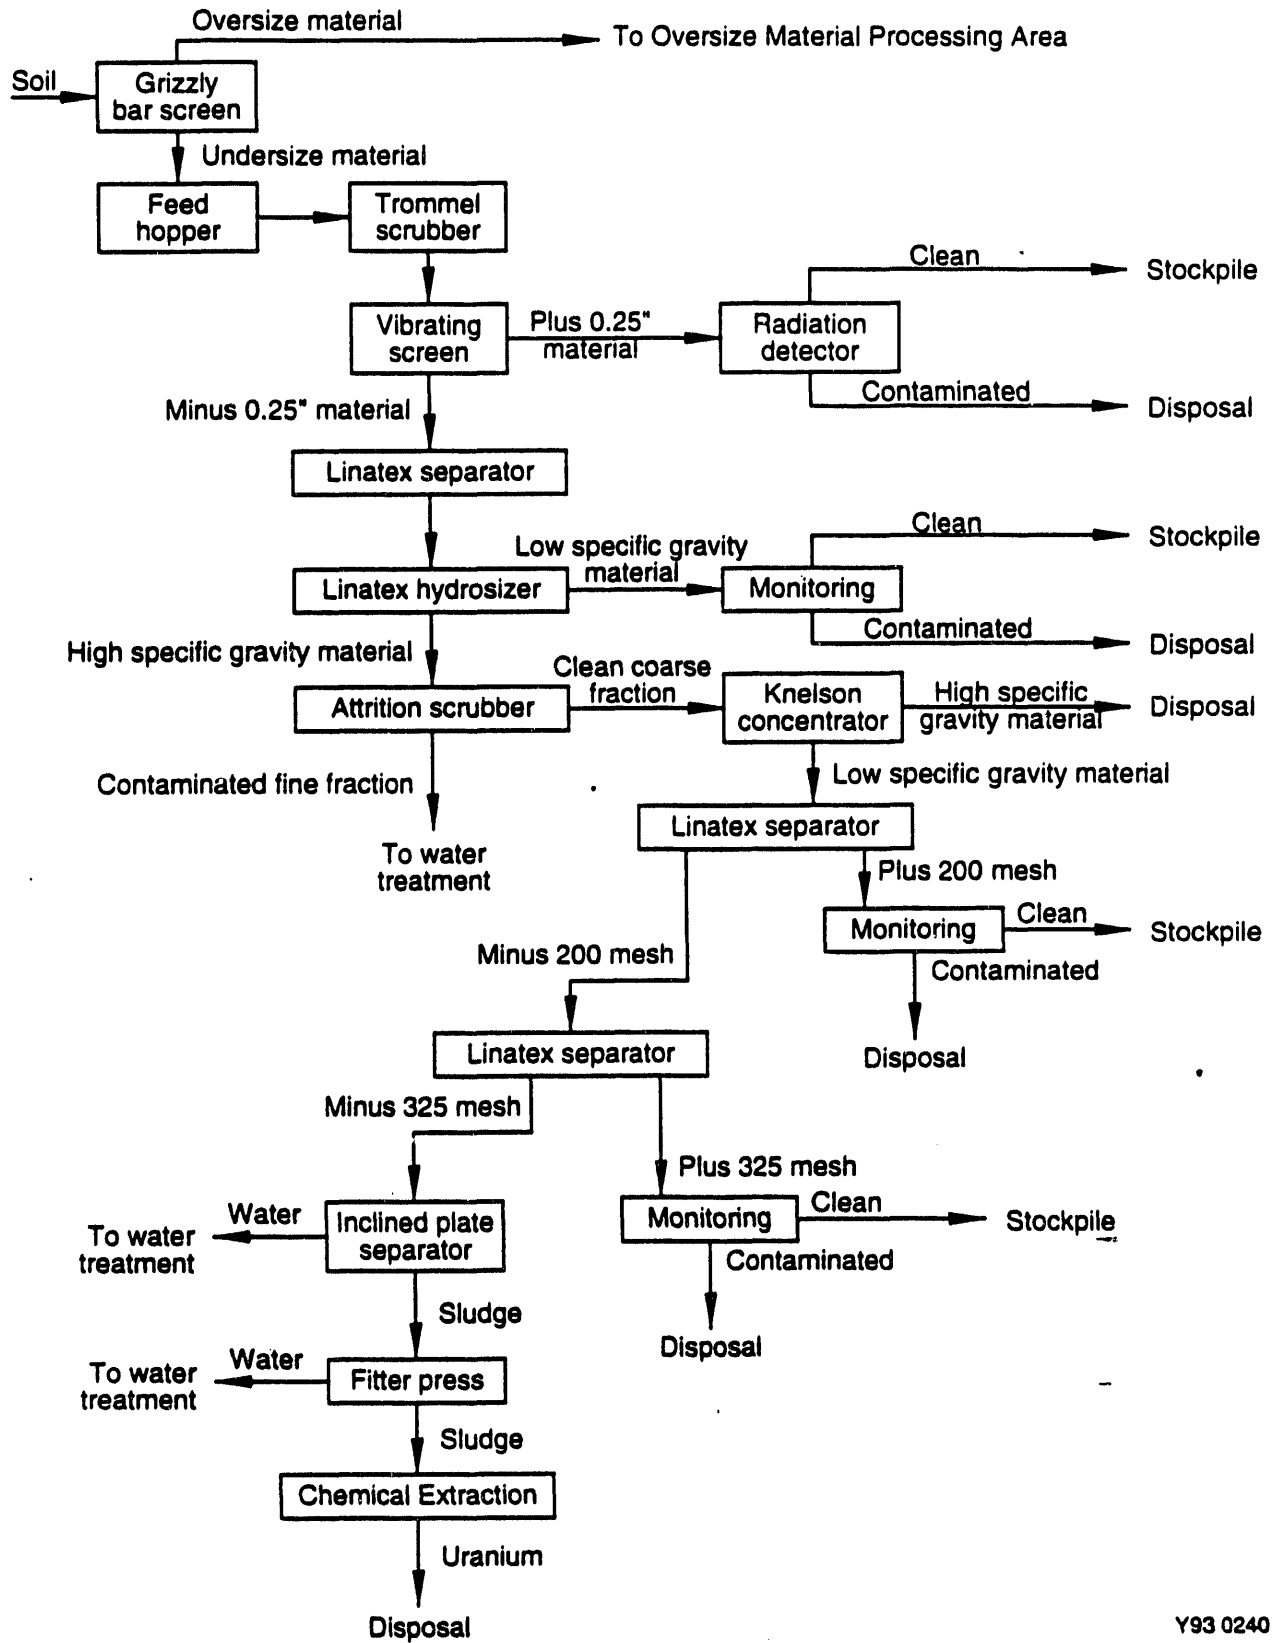 Oversize material
To Oversize Material Processing Area
Soil
Grizzly
bar screen
Undersize material
Feed
hopper
Trommel
scrubber
Clean
Stockpile
Vibrating
screen
Plus 0.25"
material
Radiation
detector
Contaminated
Disposal
Minus 0.25" material
Linatex separator
Clean
Stockpile
Low specific gravity
material
Linatex hydrosizer
Monitoring
Contaminated
Disposal
High specific gravity material
Clean coarse
fraction
Attrition scrubber
Knelson
concentrator
High specific
gravity material
Disposal
Contaminated fine fraction
Low specific gravity material
To water
treatment
Linatex separator
Plus 200 mesh
Monitoring
Clean
Stockpile
Minus 200 mesh
Contaminated
Disposal
Linatex separator
Minus 325 mesh
Plus 325 mesh
Monitoring
Clean
Stockpile
Contaminated
Disposal
Water
To water
treatment
Inclined plate
separator
Sludge
Water
To water
treatment
Fitter press
Sludge
Chemical Extraction
Uranium
Disposal
Y93 0240